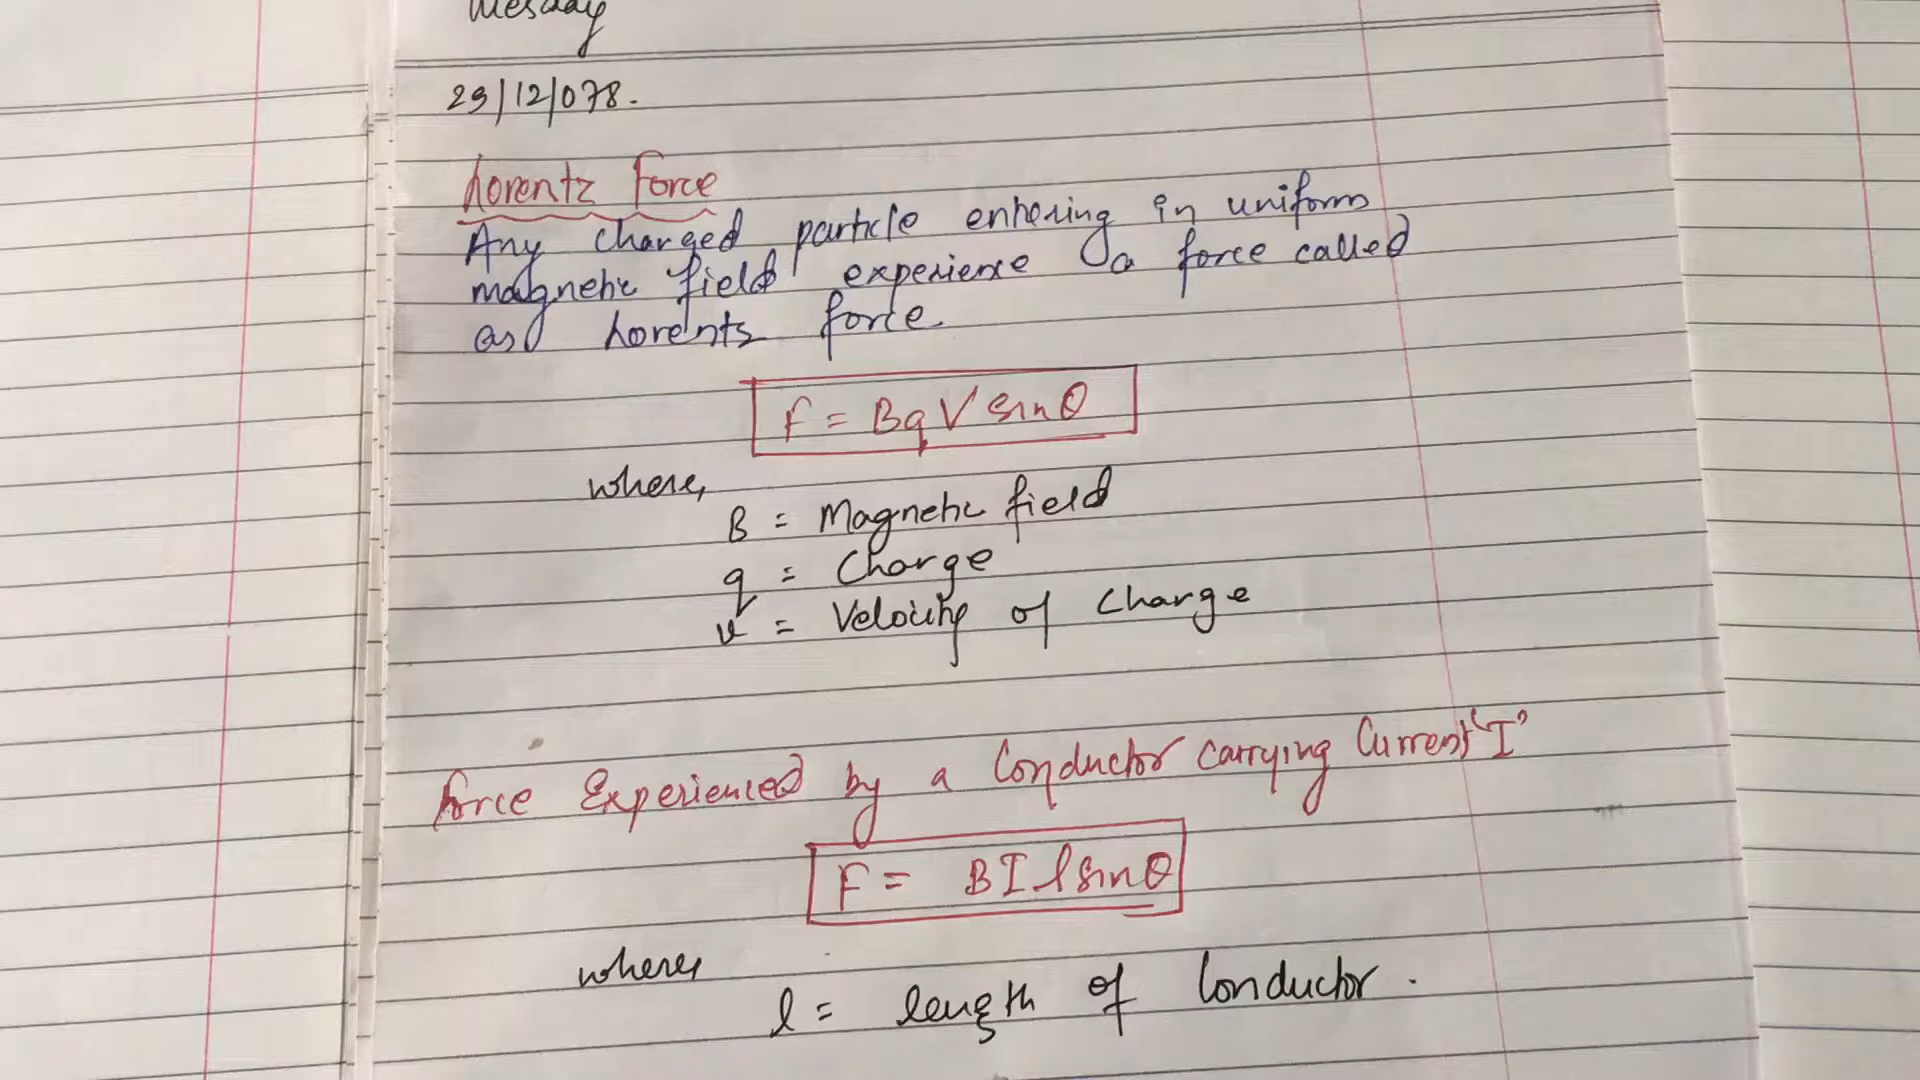 29/12/078.
Lorentz Force
Any charged particle entering in uniform
magnetic field experience a force called
as Lorents force.
F = BqV sinθ
where,
B = Magnetic field
q = Charge
v = Velocity of charge
Force Experienced by a Conductor carrying Current 'I'
F = BIl sinθ
where,
l = length of Conductor.